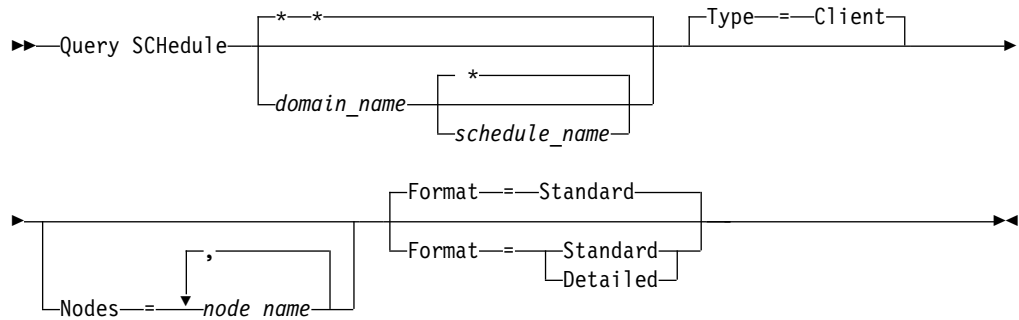 * *
Type = Client
Query SCHedule
*
domain_name
schedule_name
Format = Standard
,
Format = Standard
Detailed
Nodes = node name